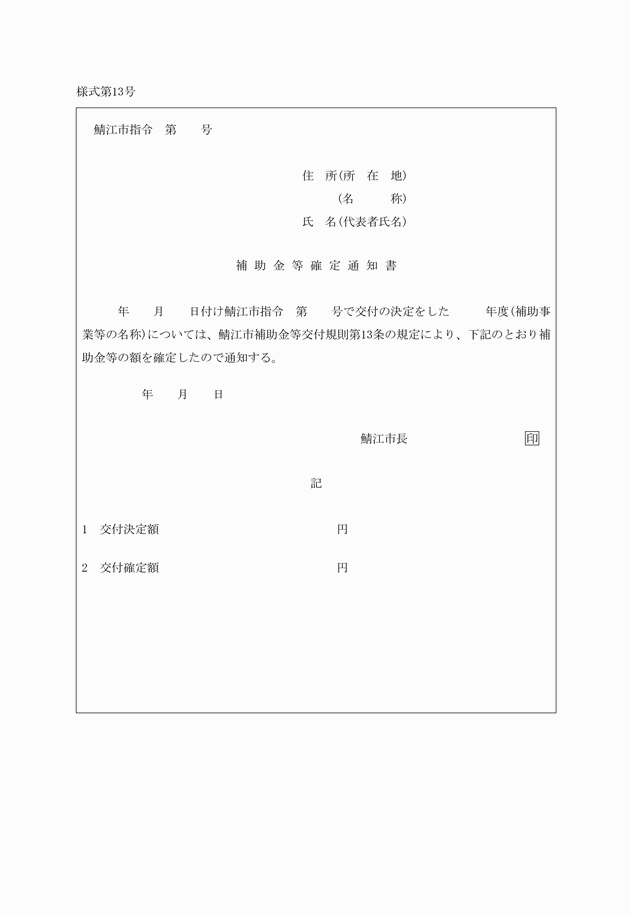 様式第13号
鯖江市指令　第　　号
住　所(所　在　地)
(名　　　称)
氏　名(代表者氏名)
補助金等確定通知書
年　　月　　日付け鯖江市指令　第　　号で交付の決定をした　　　年度(補助事
業等の名称)については、鯖江市補助金等交付規則第13条の規定により、下記のとおり補
助金等の額を確定したので通知する。
年　　月　　日
鯖江市長　　　　　　　　　　印
記
1　交付決定額　　　　　　　　　　　　　　　円
2　交付確定額　　　　　　　　　　　　　　　円